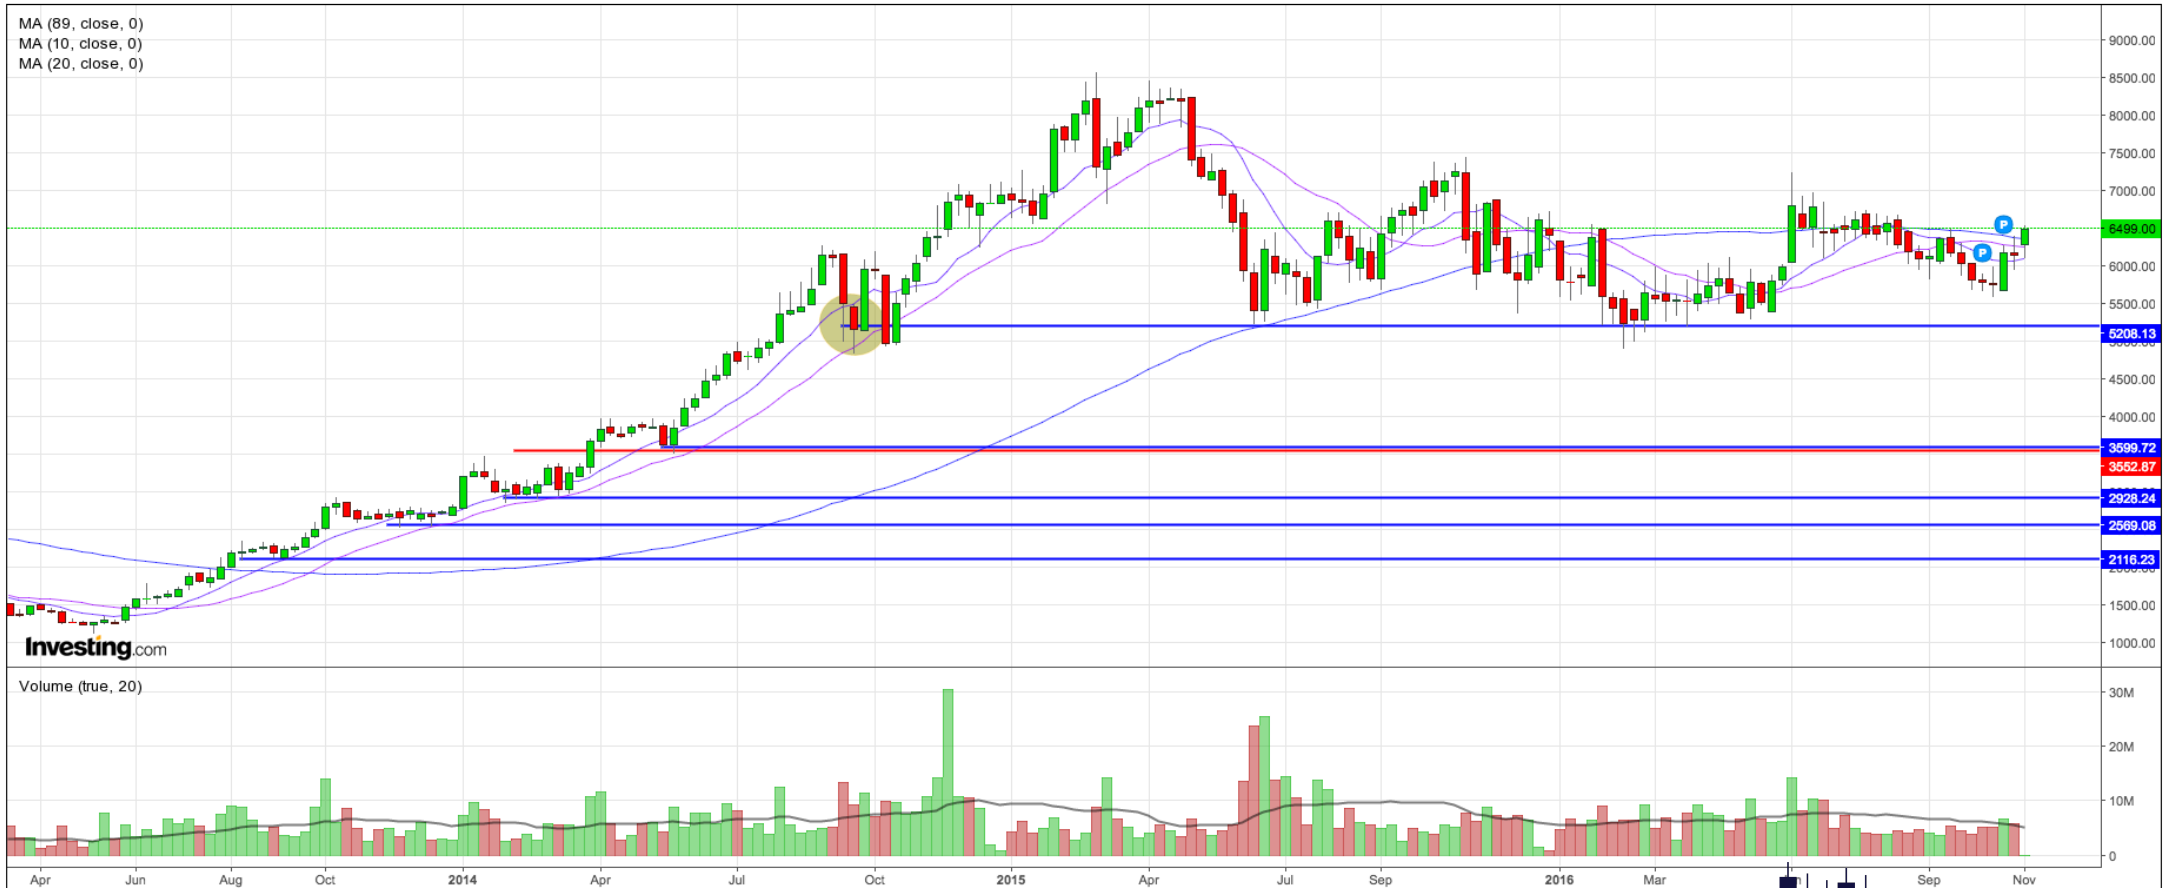 MA (89, close, 0)
MA (10, close, 0)
MA (20, close, 0)
9000.00
8500.00
8000.00
7500.00
7000.00
6499.00
6000.00
5500.00
5208.13
4500.00
4000.00
3599.72
3552.87
2928.24
2569.08
2116.23
1500.00
1000.00
P
P
Investing.com
Volume (true, 20)
30M
20M
10M
0
Apr Jun Aug Oct 2014 Apr Jul Oct 2015 Apr Jul Sep 2016 Mar Sep Nov